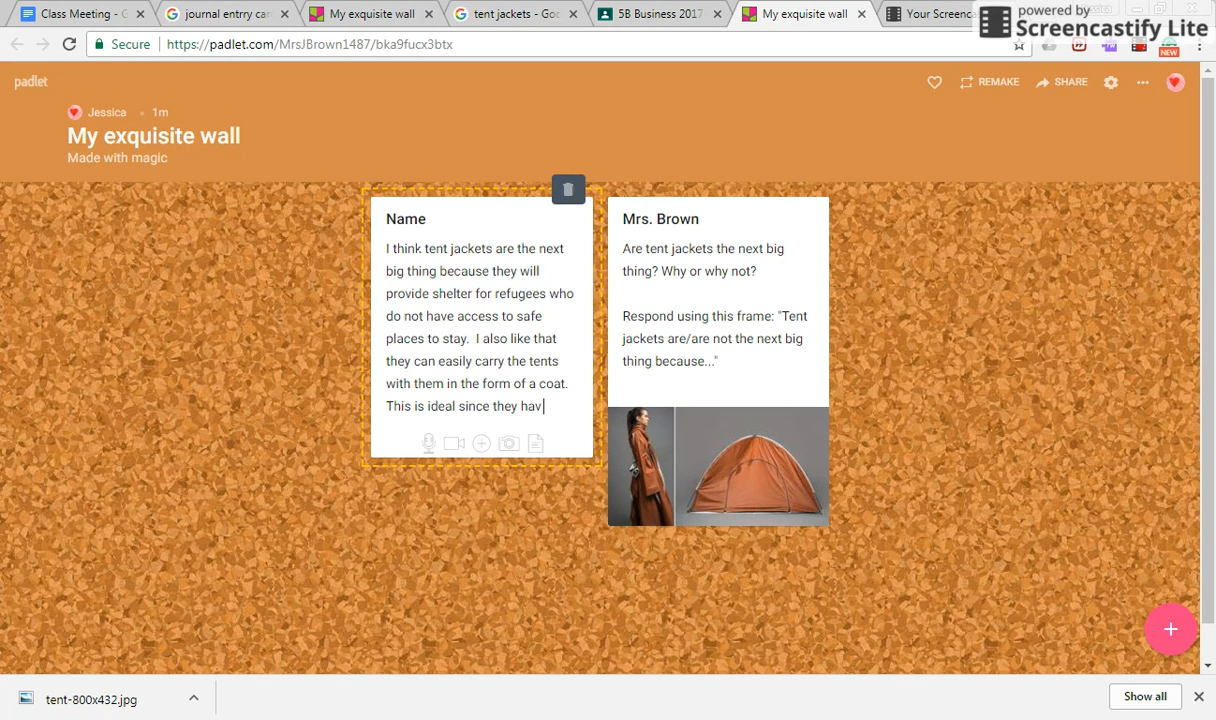 Class Meeting - G
journal entrry car
My exquisite wall
tent jackets - Goo
5B Business 2017
My exquisite wall
Your Screenca
powered by
Screencastify Lite
Secure
https://padlet.com/MrsJBrown1487/bka9fucx3btx
NEW
padlet
REMAKE
SHARE
Jessica
1m
My exquisite wall
Made with magic
Name
I think tent jackets are the next
big thing because they will
provide shelter for refugees who
do not have access to safe
places to stay.  I also like that
they can easily carry the tents
with them in the form of a coat.
This is ideal since they hav
Mrs. Brown
Are tent jackets the next big
thing? Why or why not?
Respond using this frame: "Tent
jackets are/are not the next big
thing because..."
tent-800x432.jpg
Show all